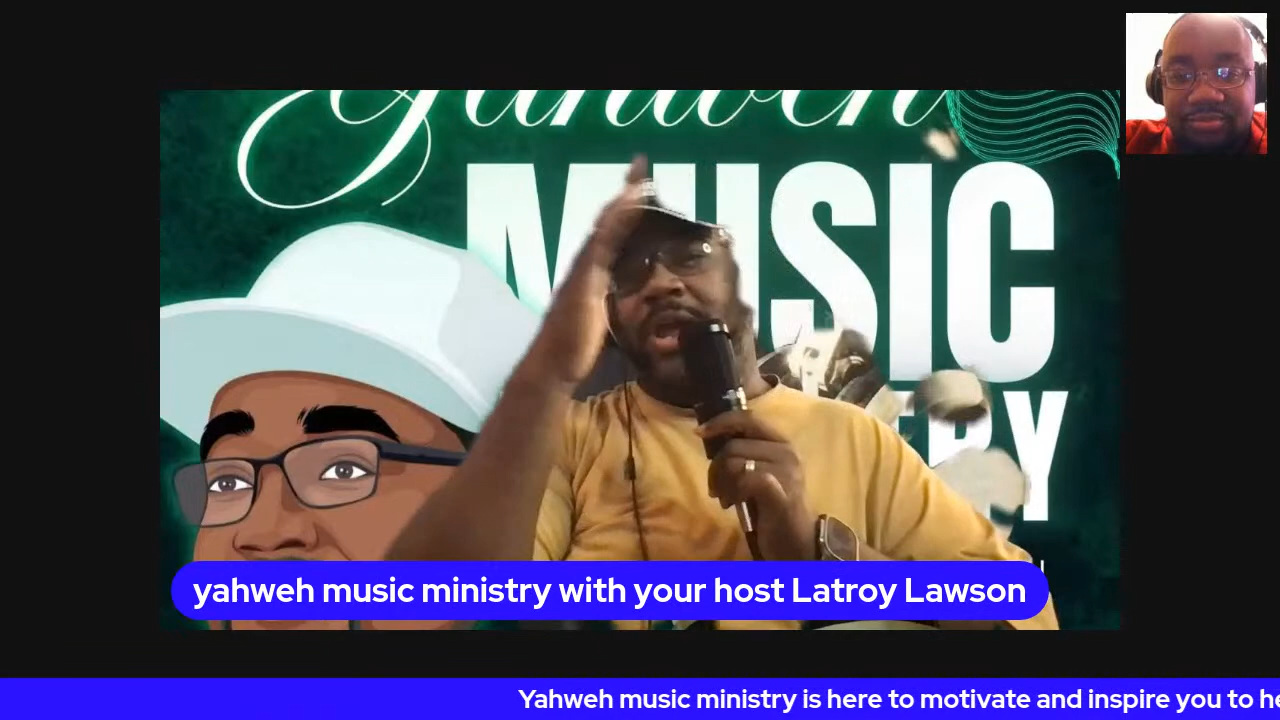 Yahweh
MUSIC
yahweh music ministry with your host Latroy Lawson
Yahweh music ministry is here to motivate and inspire you to